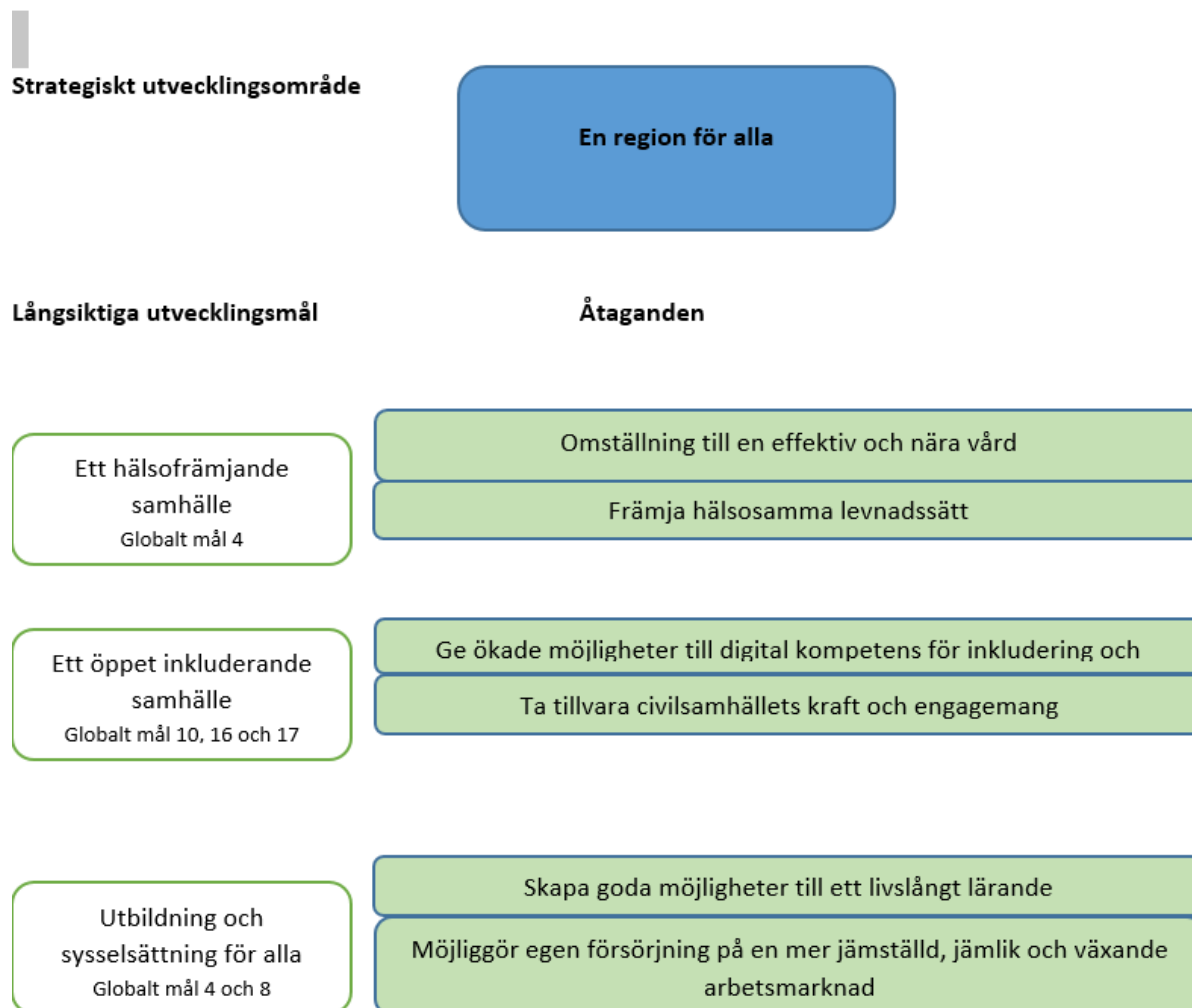 Strategiskt utvecklingsområde
En region för alla
Långsiktiga utvecklingsmål
Åtaganden
Ett hälsofrämjande
samhälle
Globalt mål 4
Omställning till en effektiv och nära vård
Främja hälsosamma levnadssätt
Ett öppet inkluderande
samhälle
Globalt mål 10, 16 och 17
Ge ökade möjligheter till digital kompetens för inkludering och
Ta tillvara civilsamhällets kraft och engagemang
Utbildning och
sysselsättning för alla
Globalt mål 4 och 8
Skapa goda möjligheter till ett livslångt lärande
Möjliggör egen försörjning på en mer jämställd, jämlik och växande
arbetsmarknad